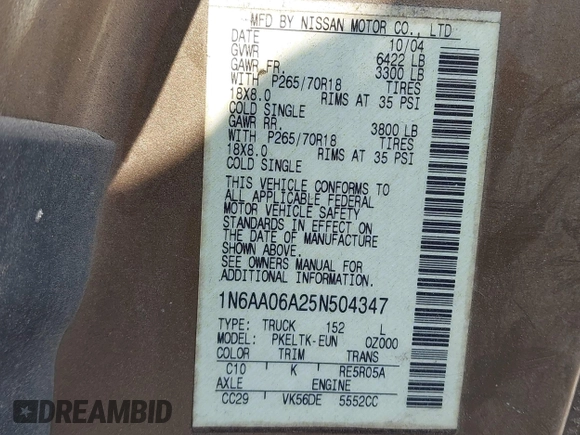 MFD BY NISSAN MOTOR CO., LTD
DATE 10/04
GVWR 6422 LB
GAWR FR. 3300 LB
WITH P265/70R18 TIRES
18X8.0 RIMS AT 35 PSI
COLD SINGLE
GAWR RR. 3800 LB
WITH P265/70R18 TIRES
18X8.0 RIMS AT 35 PSI
COLD SINGLE
THIS VEHICLE CONFORMS TO
ALL APPLICABLE FEDERAL
MOTOR VEHICLE SAFETY
STANDARDS IN EFFECT ON
THE DATE OF MANUFACTURE
SHOWN ABOVE.
SEE OWNERS MANUAL FOR
ADDITIONAL INFORMATION
1N6AA06A25N504347
TYPE: TRUCK 152 L
MODEL: PKELTK-EUN OZ000
COLOR TRIM TRANS
C10 K RE5R05A
AXLE ENGINE
CC29 VK56DE 5552CC
DREAMBID